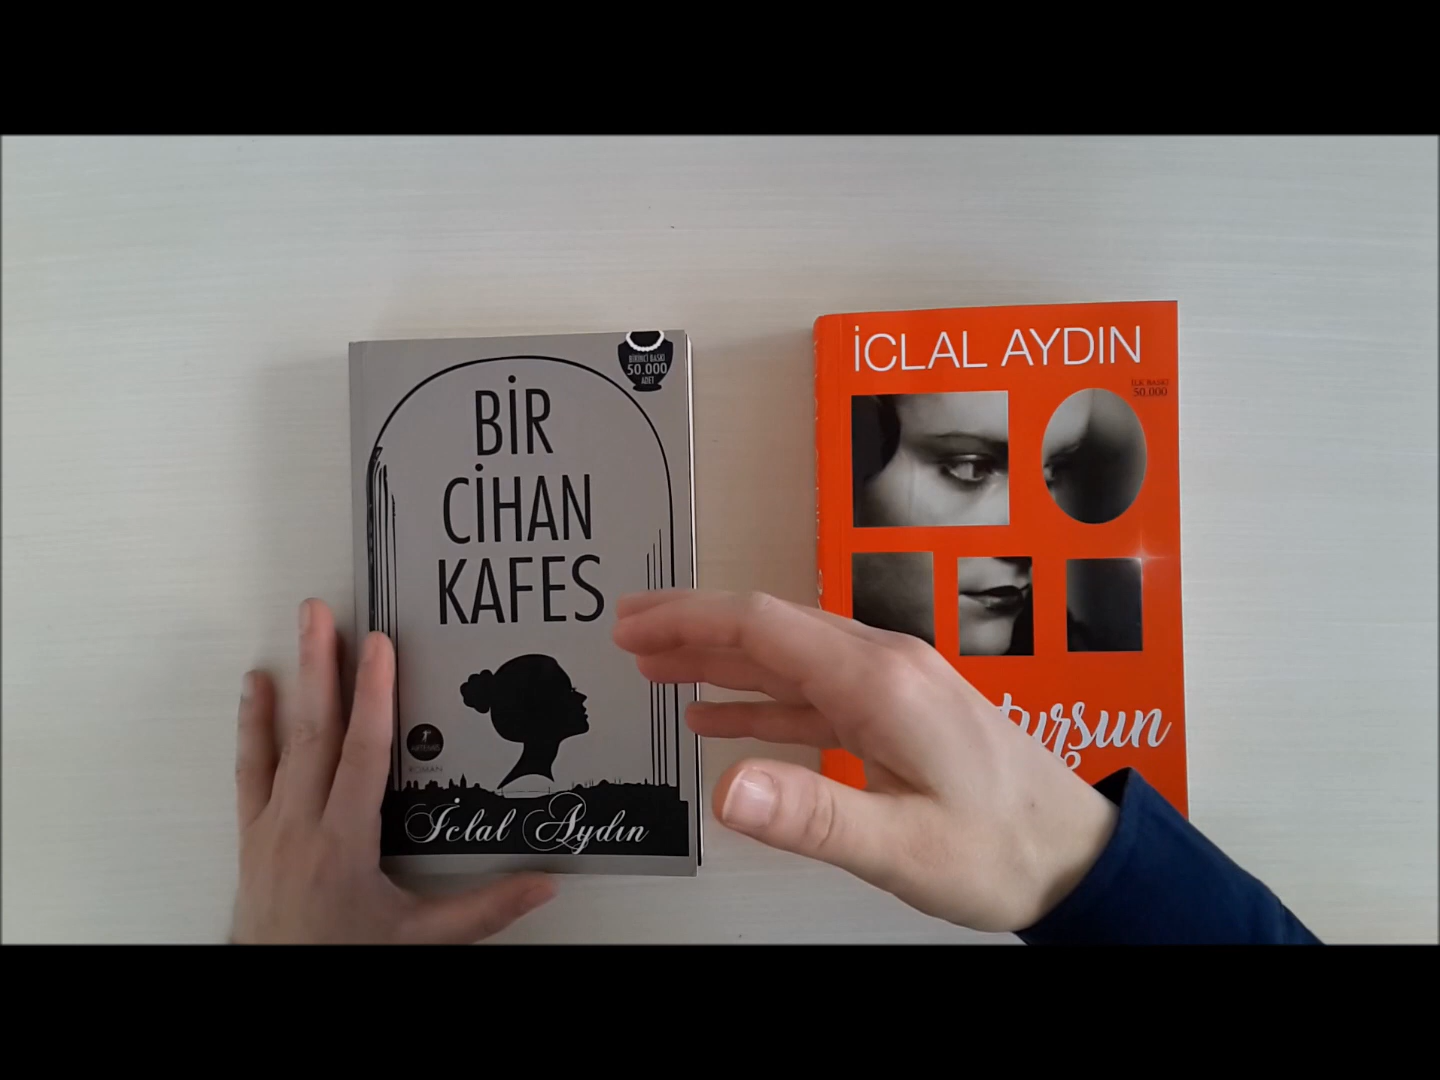 BİRİNCİ BASKI
50.000
ADET
BİR
CİHAN
KAFES
ARTEMİS
ROMAN
İclal Aydın
İCLAL AYDIN
İLK BASKI
50.000